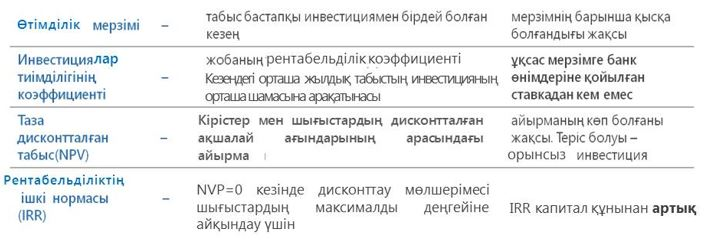 Өтімділік мерзімі –
табыс бастапқы инвестициямен бірдей болған
кезең
мерзімнің барынша қысқа
болғандығы жақсы
Инвестициялар
тиімділігінің –
коэффициенті
жобаның рентабельділік коэффициенті
Кезендегі орташа жылдық табыстың инвестицияның
орташа шамасына арақатынасы
ұқсас мерзімге банк
өнімдеріне қойылған
ставкадан кем емес
Таза
дисконтталған –
табыс(NPV)
Кірістер мен шығыстардың дисконтталған
ақшалай ағындарының арасындағы
айырма
айырманың көп болғаны
жақсы. Теріс болуы –
орынсыз инвестиция
Рентабельділіктің
ішкі нормасы –
(IRR)
NVP=0 кезінде дисконттау мөлшерімесі
шығыстардың максималды деңгейіне
айқындау үшін
IRR капитал құнынан артық